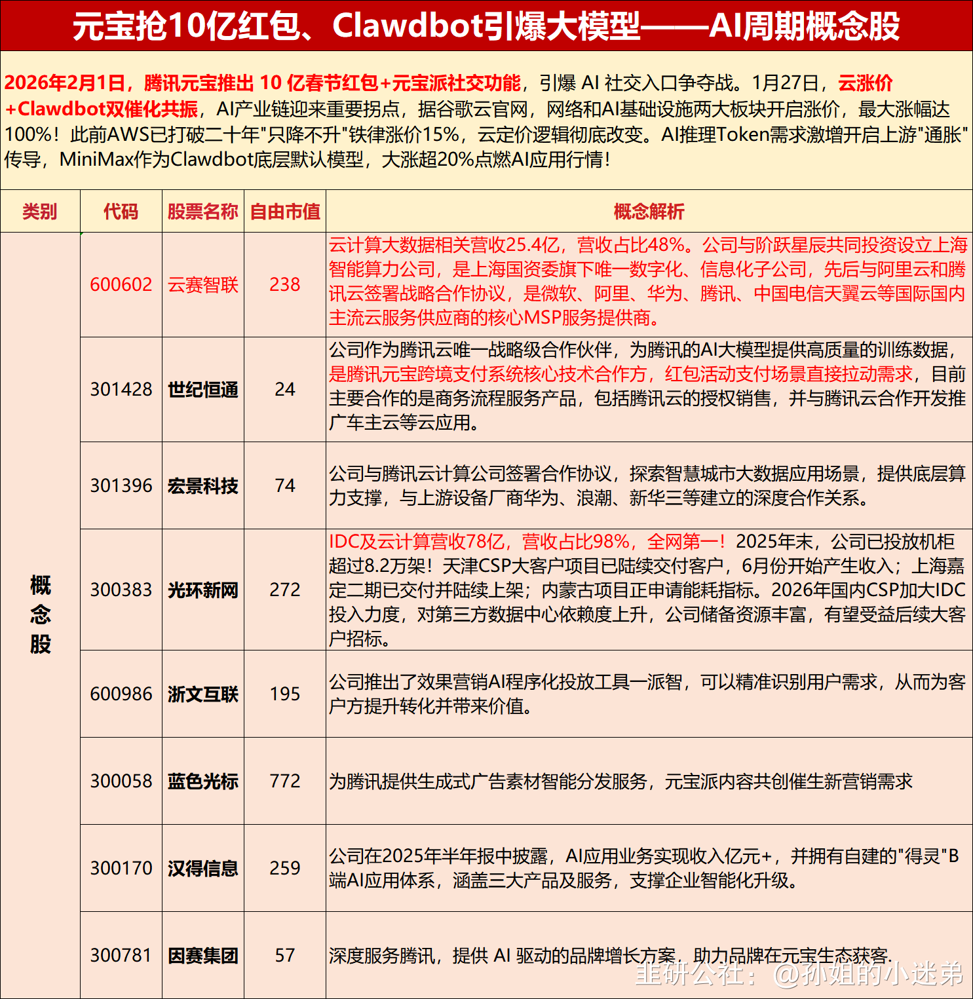 元宝抢10亿红包、Clawdbot引爆大模型——AI周期概念股
2026年2月1日，腾讯元宝推出 10 亿春节红包+元宝派社交功能，引爆 AI 社交入口争夺战。1月27日，云涨价
+Clawdbot双催化共振，AI产业链迎来重要拐点，据谷歌云官网，网络和AI基础设施两大板块开启涨价，最大涨幅达
100%！此前AWS已打破二十年"只降不升"铁律涨价15%，云定价逻辑彻底改变。AI推理Token需求激增开启上游"通胀"
传导，MiniMax作为Clawdbot底层默认模型，大涨超20%点燃AI应用行情！
类别 代码 股票名称 自由市值 概念解析
概
念
股
600602 云赛智联 238
云计算大数据相关营收25.4亿，营收占比48%。公司与阶跃星辰共同投资设立上海
智能算力公司，是上海国资委旗下唯一数字化、信息化子公司，先后与阿里云和腾
讯云签署战略合作协议，是微软、阿里、华为、腾讯、中国电信天翼云等国际国内
主流云服务供应商的核心MSP服务提供商。
301428 世纪恒通 24
公司作为腾讯云唯一战略级合作伙伴，为腾讯的AI大模型提供高质量的训练数据，
是腾讯元宝跨境支付系统核心技术合作方，红包活动支付场景直接拉动需求，目前
主要合作的是商务流程服务产品，包括腾讯云的授权销售，并与腾讯云合作开发推
广车主云等云应用。
301396 宏景科技 74
公司与腾讯云计算公司签署合作协议，探索智慧城市大数据应用场景，提供底层算
力支撑，与上游设备厂商华为、浪潮、新华三等建立的深度合作关系。
300383 光环新网 272
IDC及云计算营收78亿，营收占比98%，全网第一！2025年末，公司已投放机柜
超过8.2万架！天津CSP大客户项目已陆续交付客户，6月份开始产生收入；上海嘉
定二期已交付并陆续上架；内蒙古项目正申请能耗指标。2026年国内CSP加大IDC
投入力度，对第三方数据中心依赖度上升，公司储备资源丰富，有望受益后续大客
户招标。
600986 浙文互联 195
公司推出了效果营销AI程序化投放工具一派智，可以精准识别用户需求，从而为客
户方提升转化并带来价值。
300058 蓝色光标 772
为腾讯提供生成式广告素材智能分发服务，元宝派内容共创催生新营销需求
300170 汉得信息 259
公司在2025年半年报中披露，AI应用业务实现收入亿元+，并拥有自建的"得灵"B
端AI应用体系，涵盖三大产品及服务，支撑企业智能化升级。
300781 因赛集团 57
深度服务腾讯，提供 AI 驱动的品牌增长方案，助力品牌在元宝生态获客.
韭研公社：@孙姐的小迷弟